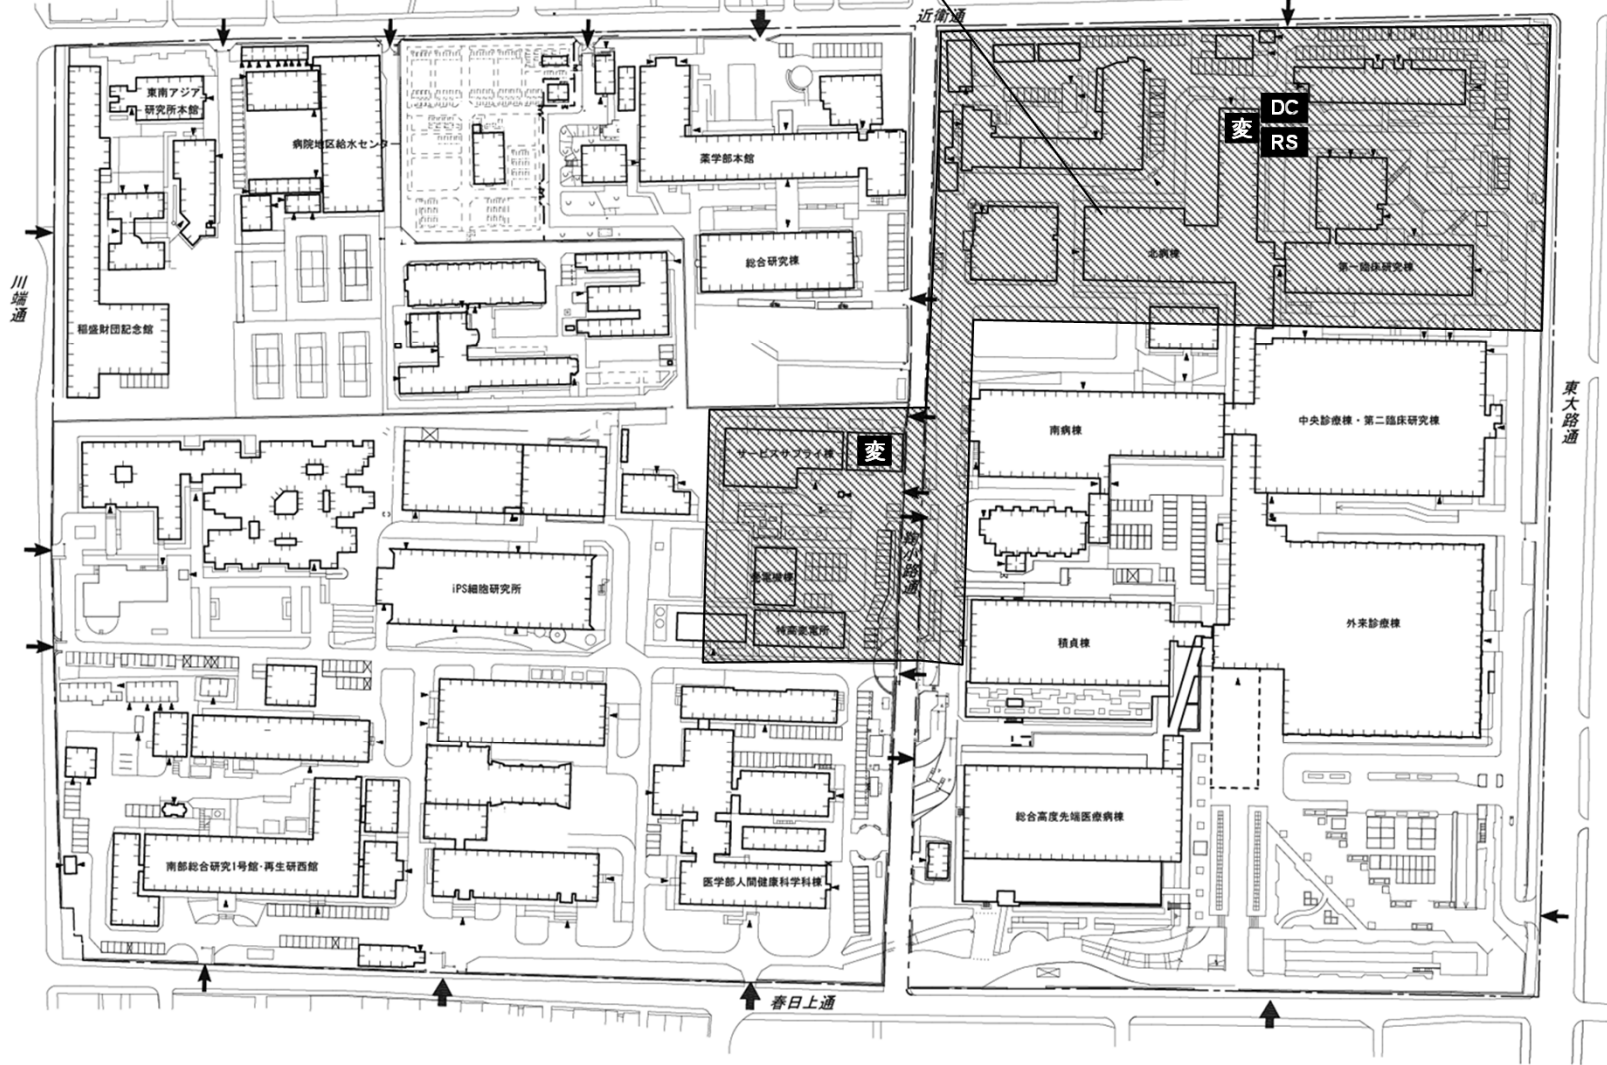 近衛通
東南アジア
研究所本館
病院地区給水センター
薬学部本館
DC
変
RS
総合研究棟
北病棟
第一臨床研究棟
川端通
稲盛財団記念館
東大路通
南病棟
中央診療棟・第二臨床研究棟
サービスサプライ棟
変
iPS細胞研究所
特高変電所
積貞棟
外来診療棟
総合高度先端医療病棟
南部総合研究1号館・再生研西館
医学部人間健康科学科棟
春日上通